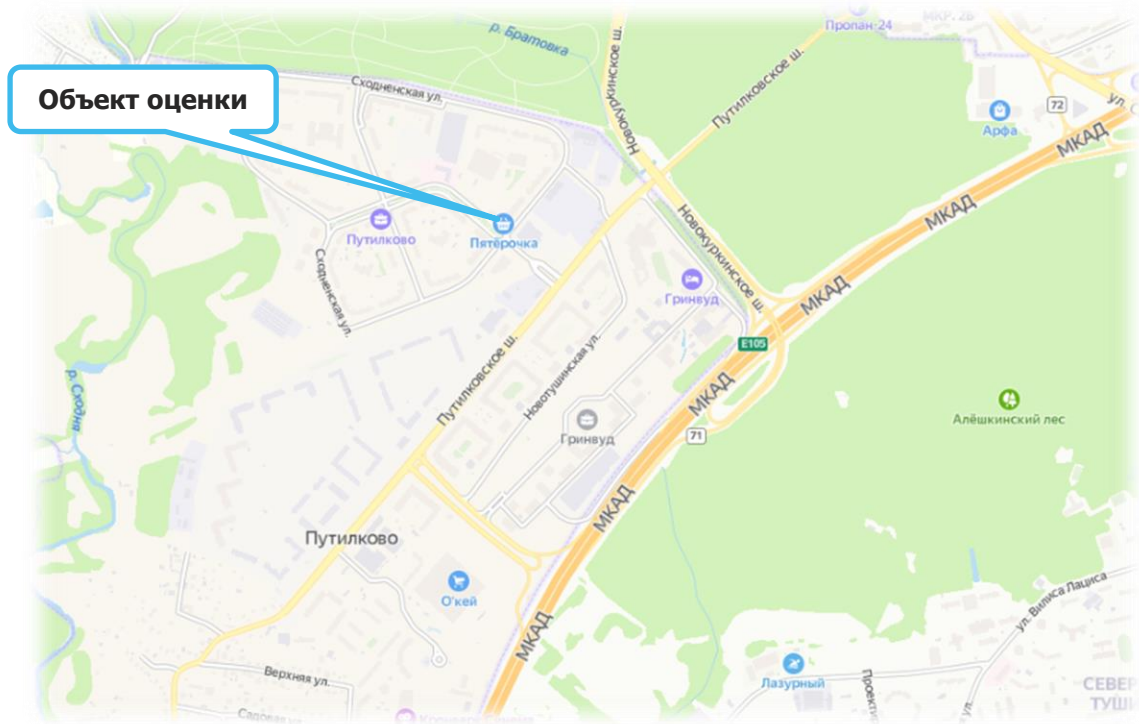 Пропан-24
МКР. 2Б
р. Братовка
Новокуркинское ш.
Путилковское ш.
Объект оценки
Сходненская ул.
72
Арфа
МКАД
МКАД
Путилково
Пятёрочка
Новокуркинское ш.
Сходненская ул.
Гринвуд
МКАД
E105
Путилковское ш.
Новотушинская ул.
р. Сходня
МКАД
Алёшкинский лес
71
Гринвуд
МКАД
Путилково
О'кей
ул. Вилиса Лациса
МКАД
Верхняя ул.
Лазурный
Садовая ул.